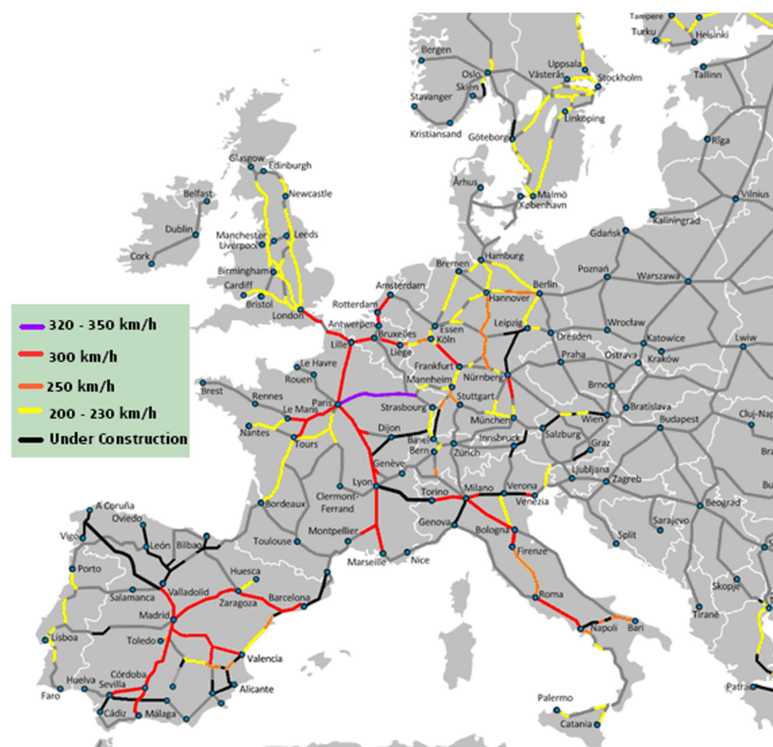 Tampere
Turku
Helsinki
Bergen
Uppsala
Oslo
Västerås
Stockholm
Tallinn
Skien
Stavanger
Kristiansand
Linköping
Göteborg
Rīga
Glasgow
Edinburgh
Århus
Belfast
Newcastle
Malmö
København
Vilnius
Kaliningrad
Dublin
Manchester
Leeds
Liverpool
Gdańsk
Cork
Hamburg
Bremen
Birmingham
Amsterdam
Berlin
Poznań
Warszawa
Cardiff
Hannover
Rotterdam
Bristol
London
Antwerpen
Essen
Leipzig
Wrocław
320 - 350 km/h
Bruxelles
Köln
Dresden
Katowice
Lille
Liège
Lwiw
300 km/h
Frankfurt
Praha
Ostrava
Kraków
Le Havre
Rouen
Mannheim
Nürnberg
250 km/h
Brest
Rennes
Paris
Strasbourg
Stuttgart
Brno
200 - 230 km/h
Le Mans
München
Wien
Bratislava
Under Construction
Nantes
Dijon
Basel
Salzburg
Budapest
Cluj-Na
Tours
Bern
Zürich
Innsbruck
Graz
Genève
Ljubljana
Zagreb
Lyon
Clermont-
Ferrand
Torino
Milano
Verona
Venezia
Bordeaux
Beograd
A Coruña
Oviedo
Genova
Bologna
Vigo
León
Bilbao
Toulouse
Montpellier
Marseille
Nice
Firenze
Split
Sarajevo
Porto
Huesca
Salamanca
Valladolid
Zaragoza
Barcelona
Roma
Skopje
Madrid
Tiranë
Lisboa
Toledo
Napoli
Bari
Valencia
Córdoba
Alicante
Patra
Huelva
Sevilla
Faro
Palermo
Cádiz
Málaga
Catania